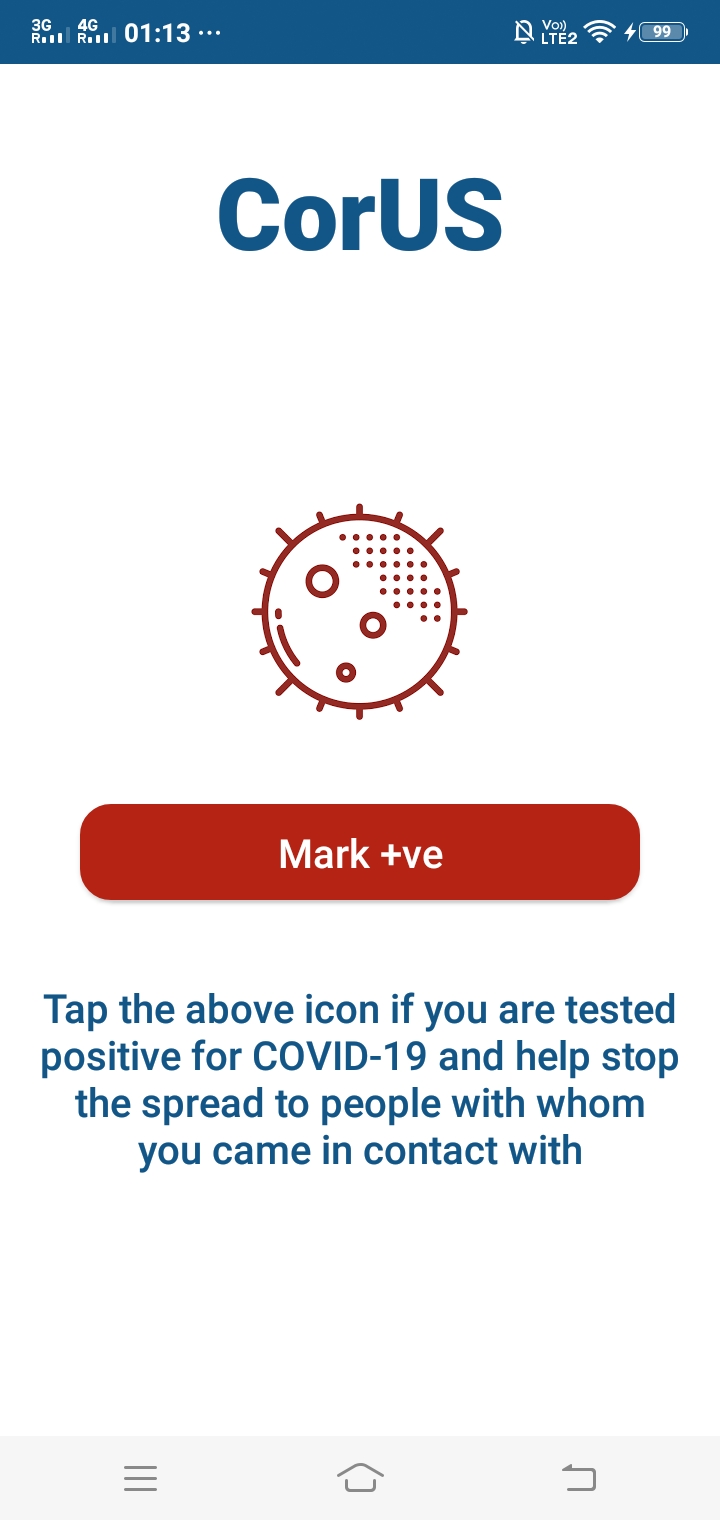 3G R 4G R 01:13 ··· Vo)) LTE2 99
CorUS
Mark +ve
Tap the above icon if you are tested
positive for COVID-19 and help stop
the spread to people with whom
you came in contact with